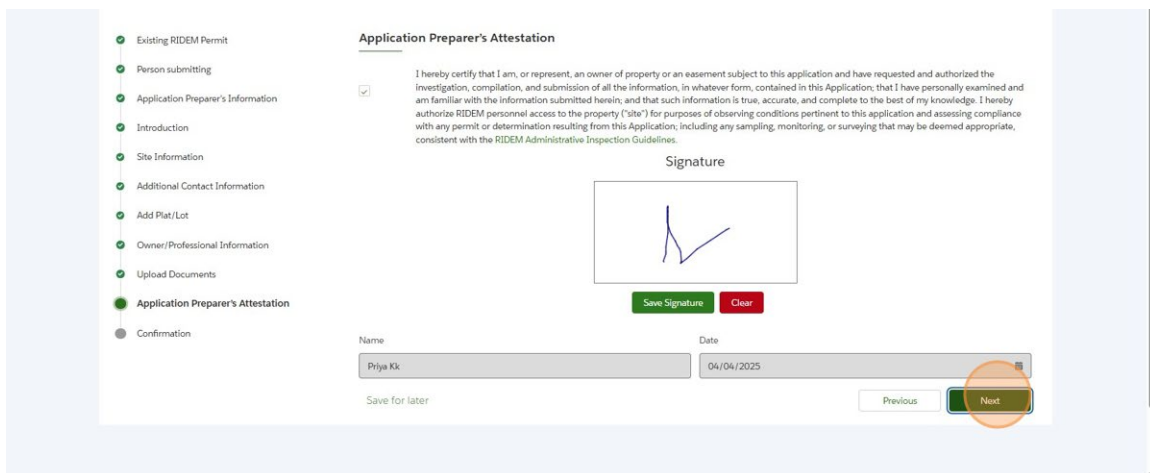 Existing RIDEM Permit
Person submitting
Application Preparer's Information
Introduction
Site Information
Additional Contact Information
Add Plat/Lot
Owner/Professional Information
Upload Documents
Application Preparer's Attestation
Confirmation
Application Preparer's Attestation
I hereby certify that I am, or represent, an owner of property or an easement subject to this application and have requested and authorized the
investigation, compilation, and submission of all the information, in whatever form, contained in this Application; that I have personally examined and
am familiar with the information submitted herein; and that such information is true, accurate, and complete to the best of my knowledge. I hereby
authorize RIDEM personnel access to the property ("site") for purposes of observing conditions pertinent to this application and assessing compliance
with any permit or determination resulting from this Application; including any sampling, monitoring, or surveying that may be deemed appropriate,
consistent with the RIDEM Administrative Inspection Guidelines.
Signature
Save Signature Clear
Name Date
Priya Kk 04/04/2025
Save for later Previous Next